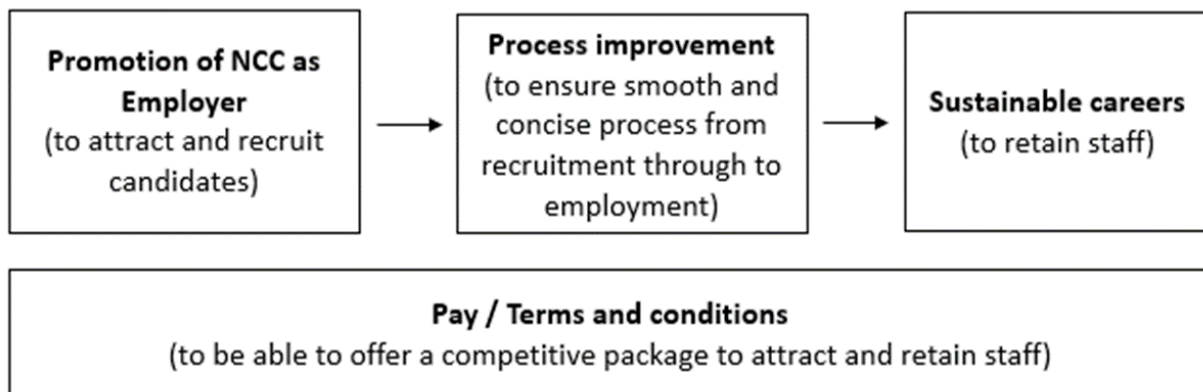 Promotion of NCC as
Employer
(to attract and recruit
candidates)
Process improvement
(to ensure smooth and
concise process from
recruitment through to
employment)
Sustainable careers
(to retain staff)
Pay / Terms and conditions
(to be able to offer a competitive package to attract and retain staff)